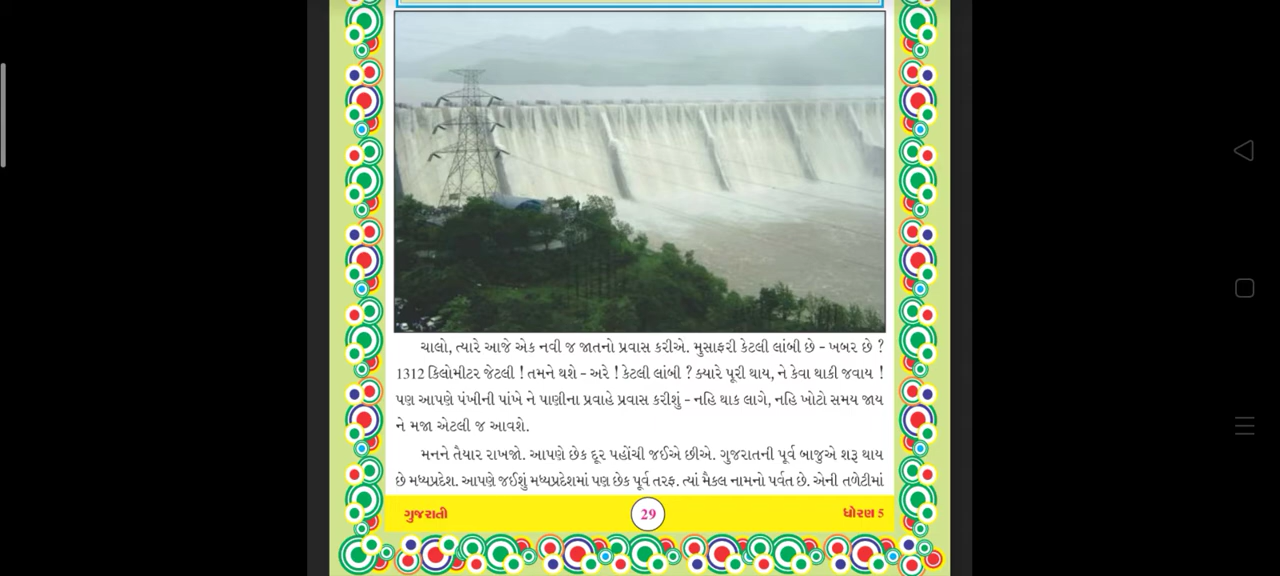 ચાલો, ત્યારે આજે એક નવી જ જાતનો પ્રવાસ કરીએ. મુસાફરી કેટલી લાંબી છે - ખબર છે ?
1312 કિલોમીટર જેટલી ! તમને થશે - અરે ! કેટલી લાંબી ? ક્યારે પૂરી થાય, ને કેવા થાકી જવાય !
પણ આપણે પંખીની પાંખે ને પાણીના પ્રવાહે પ્રવાસ કરીશું - નહિ થાક લાગે, નહિ ખોટો સમય જાય
ને મજા એટલી જ આવશે.
મનને તૈયાર રાખજો. આપણે છેક દૂર પહોંચી જઈએ છીએ. ગુજરાતની પૂર્વ બાજુએ શરૂ થાય
છે મધ્યપ્રદેશ. આપણે જઈશું મધ્યપ્રદેશમાં પણ છેક પૂર્વ તરફ. ત્યાં મૈકલ નામનો પર્વત છે. એની તળેટીમાં
ગુજરાતી 29 ધોરણ 5